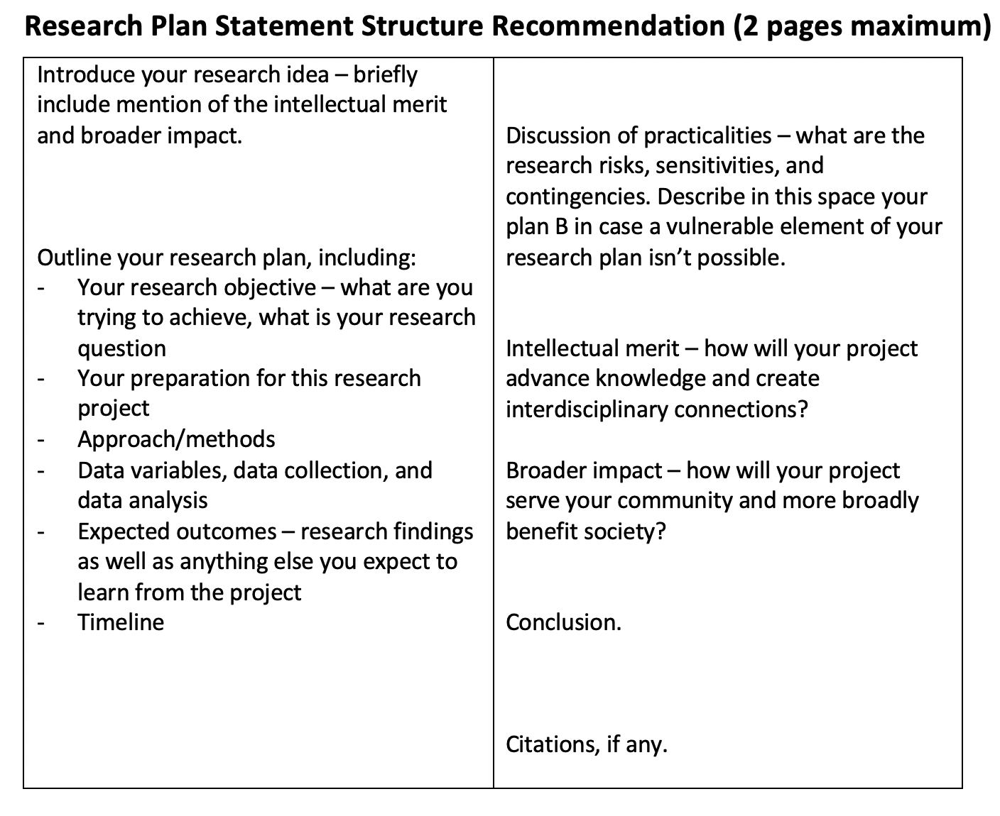 Research Plan Statement Structure Recommendation (2 pages maximum)
Introduce your research idea – briefly
include mention of the intellectual merit
and broader impact.
Outline your research plan, including:
- Your research objective – what are you
trying to achieve, what is your research
question
- Your preparation for this research
project
- Approach/methods
- Data variables, data collection, and
data analysis
- Expected outcomes – research findings
as well as anything else you expect to
learn from the project
- Timeline
Discussion of practicalities – what are the
research risks, sensitivities, and
contingencies. Describe in this space your
plan B in case a vulnerable element of your
research plan isn’t possible.
Intellectual merit – how will your project
advance knowledge and create
interdisciplinary connections?
Broader impact – how will your project
serve your community and more broadly
benefit society?
Conclusion.
Citations, if any.